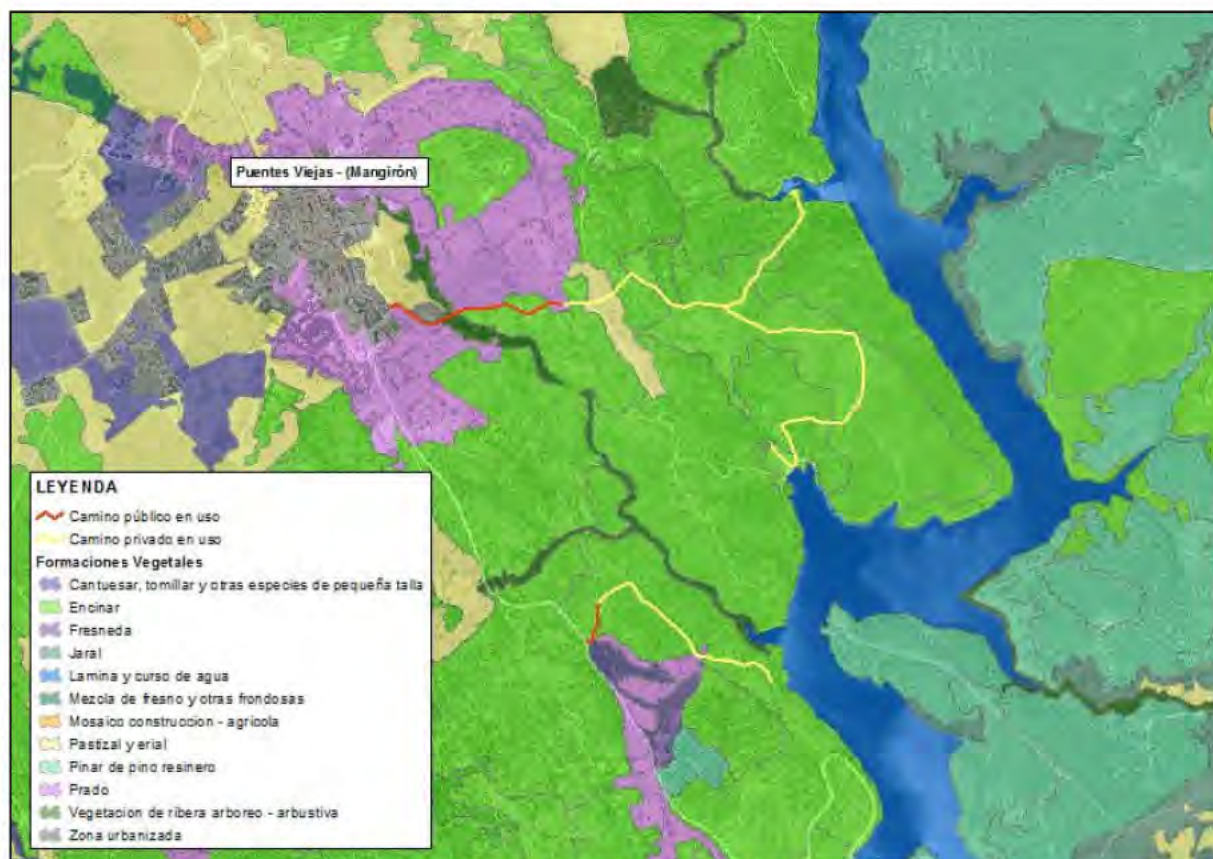 Puentes Viejas - (Mangirón)
LEYENDA
Camino público en uso
Camino privado en uso
Formaciones Vegetales
Cantuesar, tomillar y otras especies de pequeña talla
Encinar
Fresneda
Jaral
Lamina y curso de agua
Mezcla de fresno y otras frondosas
Mosaico construccion - agricola
Pastizal y erial
Pinar de pino resinero
Prado
Vegetacion de ribera arboreo - arbustiva
Zona urbanizada